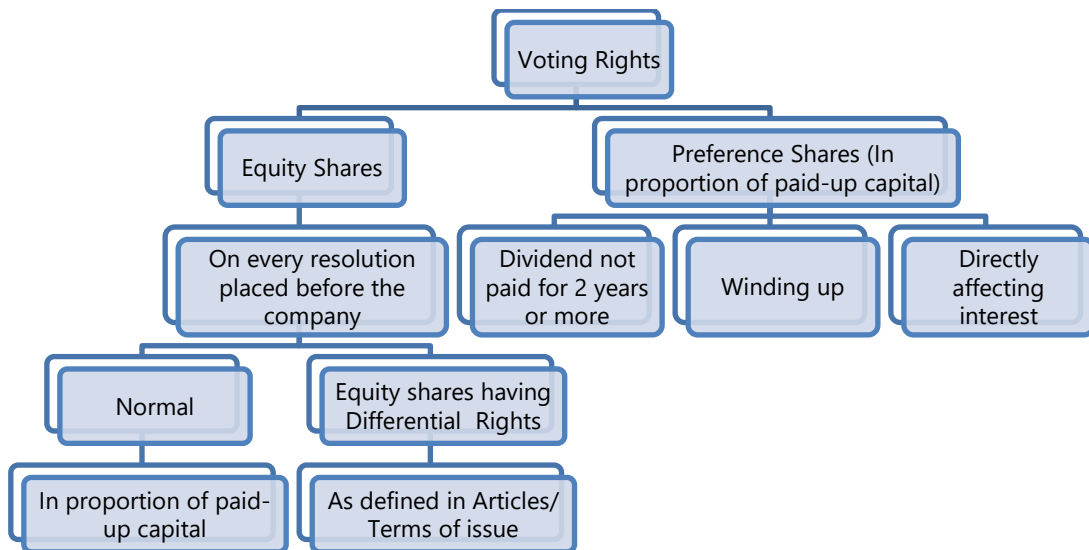 Voting Rights
Equity Shares
Preference Shares (In
proportion of paid-up capital)
On every resolution
placed before the
company
Dividend not
paid for 2 years
or more
Winding up
Directly
affecting
interest
Normal
Equity shares having
Differential Rights
In proportion of paid-
up capital
As defined in Articles/
Terms of issue